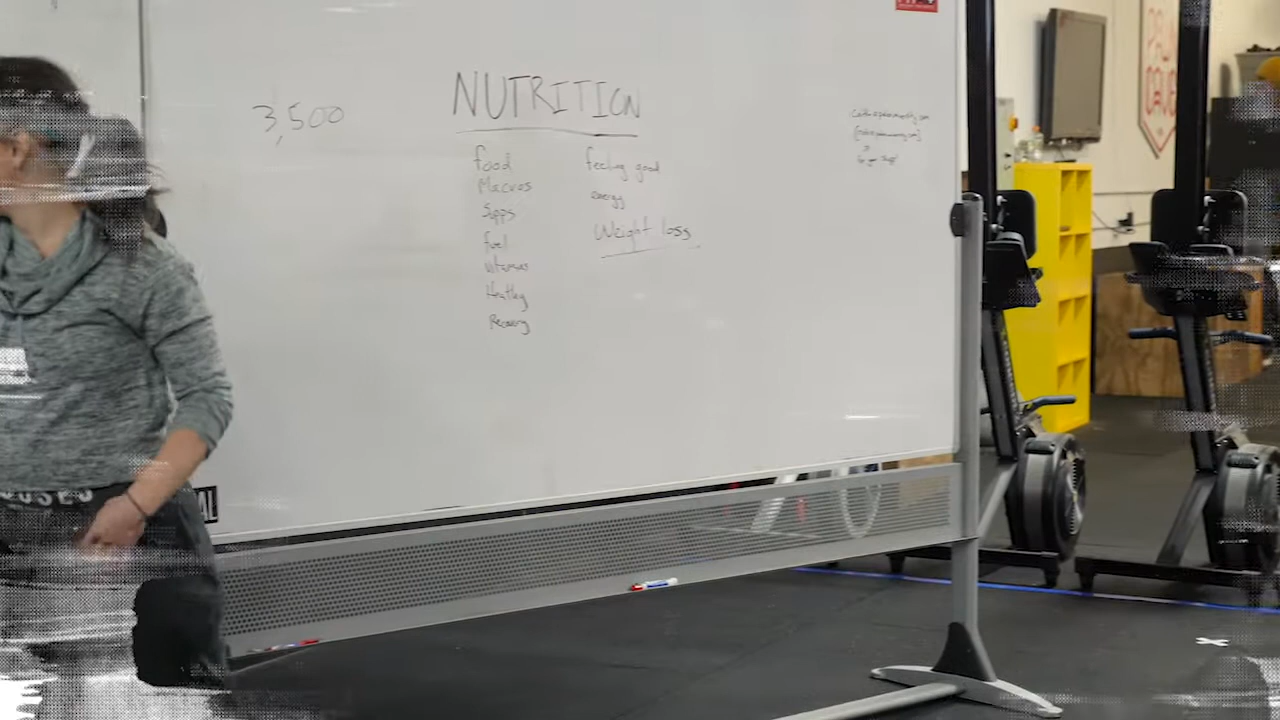 NUTRITION
3,500
food
Macros
Supps
fuel
vitamins
Healthy
Recovery
feeling good
energy
Weight loss